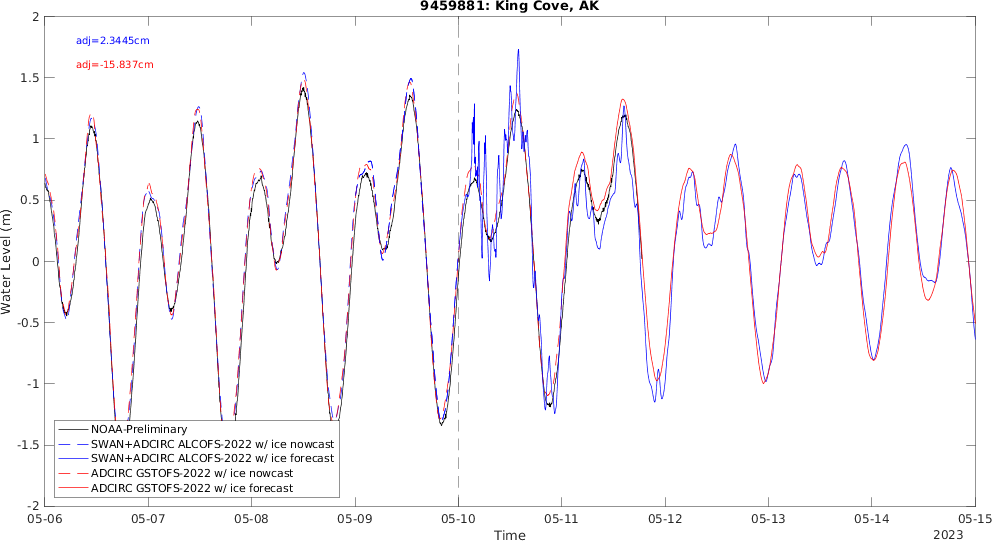 9459881: King Cove, AK
adj=2.3445cm
adj=-15.837cm
Water Level (m)
2
1.5
1
0.5
0
-0.5
-1
-1.5
-2
NOAA-Preliminary
SWAN+ADCIRC ALCOFS-2022 w/ ice nowcast
SWAN+ADCIRC ALCOFS-2022 w/ ice forecast
ADCIRC GSTOFS-2022 w/ ice nowcast
ADCIRC GSTOFS-2022 w/ ice forecast
05-06 05-07 05-08 05-09 05-10 05-11 05-12 05-13 05-14 05-15
Time
2023